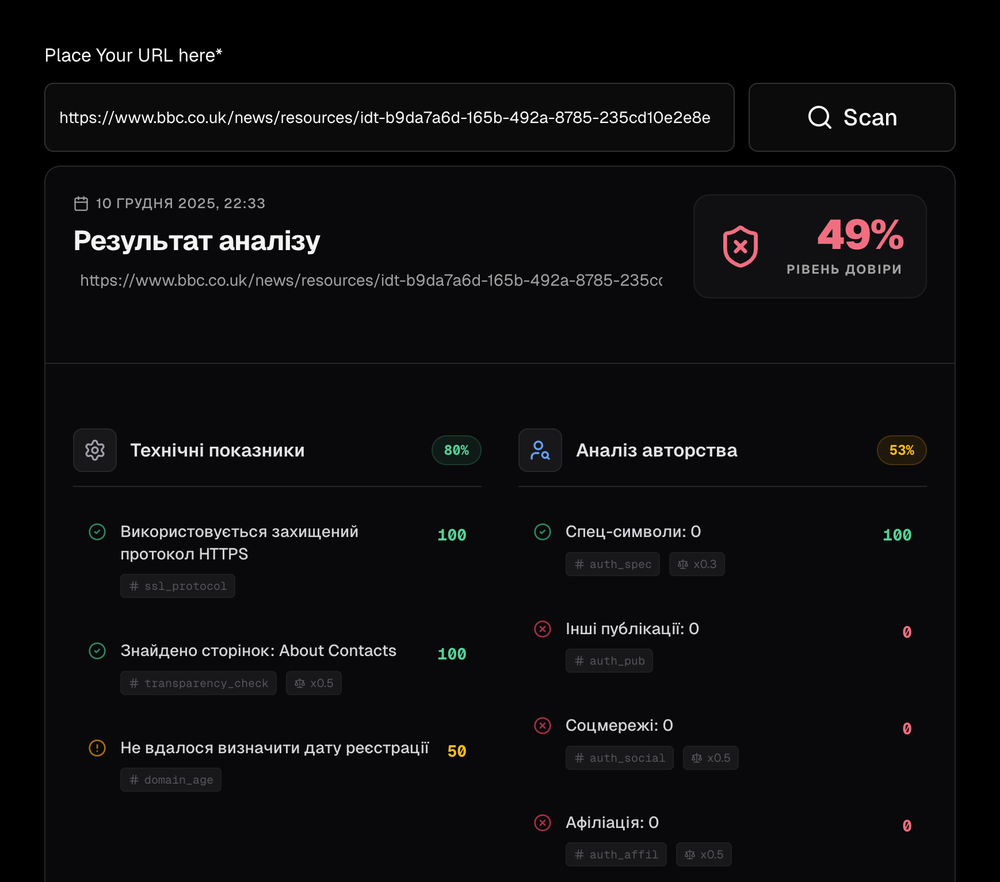 Place Your URL here*
https://www.bbc.co.uk/news/resources/idt-b9da7a6d-165b-492a-8785-235cd10e2e8e
Scan
10 ГРУДНЯ 2025, 22:33
Результат аналізу
https://www.bbc.co.uk/news/resources/idt-b9da7a6d-165b-492a-8785-235cc
49%
РІВЕНЬ ДОВІРИ
Технічні показники
80%
Використовується захищений
протокол HTTPS
100
# ssl_protocol
Знайдено сторінок: About Contacts
100
# transparency_check
x0.5
Не вдалося визначити дату реєстрації
50
# domain_age
Аналіз авторства
53%
Спец-символи: 0
100
# auth_spec
x0.3
Інші публікації: 0
0
# auth_pub
Соцмережі: 0
0
# auth_social
x0.5
Афіліація: 0
0
# auth_affil
x0.5